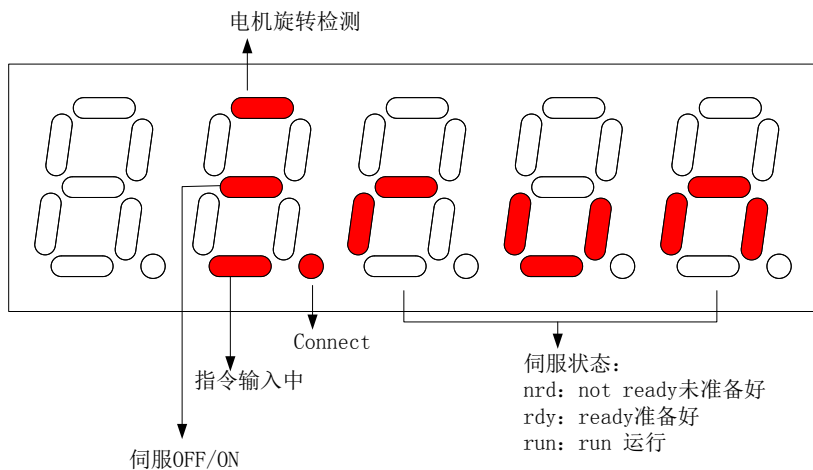 电机旋转检测
Connect
指令输入中
伺服OFF/ON
伺服状态：
nrd：not ready未准备好
rdy：ready准备好
run：run 运行